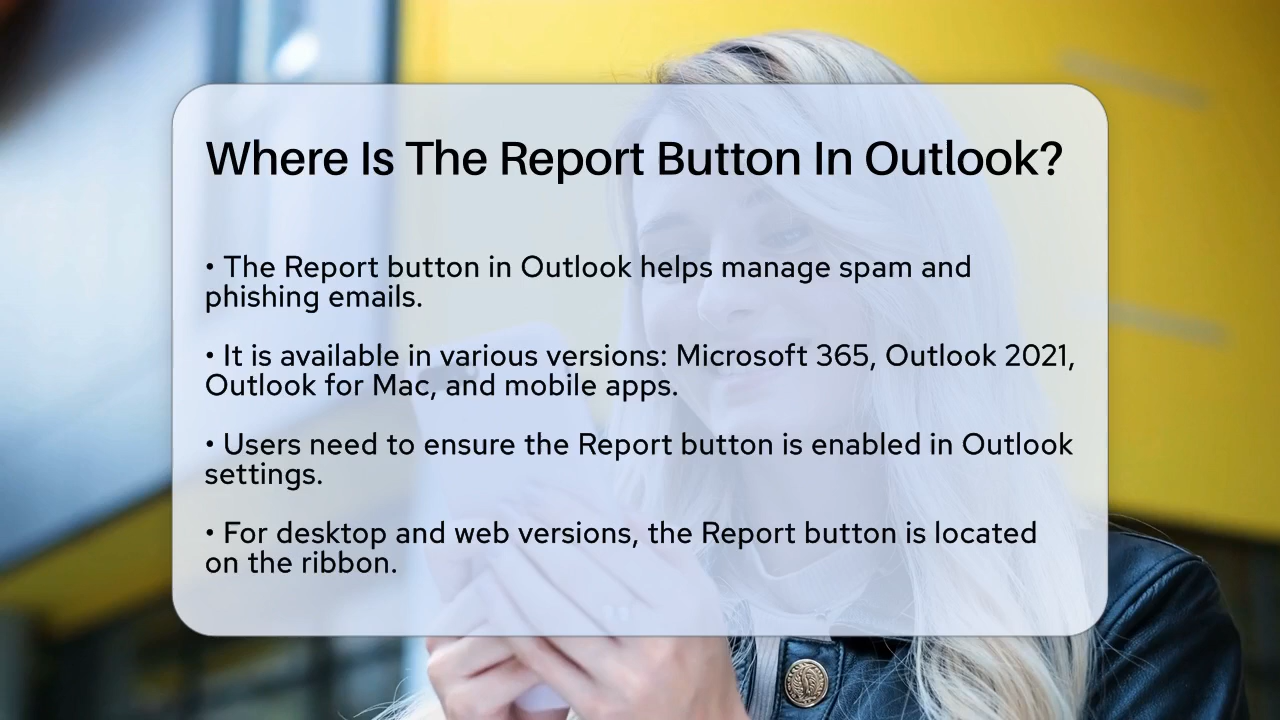 Where Is The Report Button In Outlook?
• The Report button in Outlook helps manage spam and
phishing emails.
• It is available in various versions: Microsoft 365, Outlook 2021,
Outlook for Mac, and mobile apps.
• Users need to ensure the Report button is enabled in Outlook
settings.
• For desktop and web versions, the Report button is located
on the ribbon.